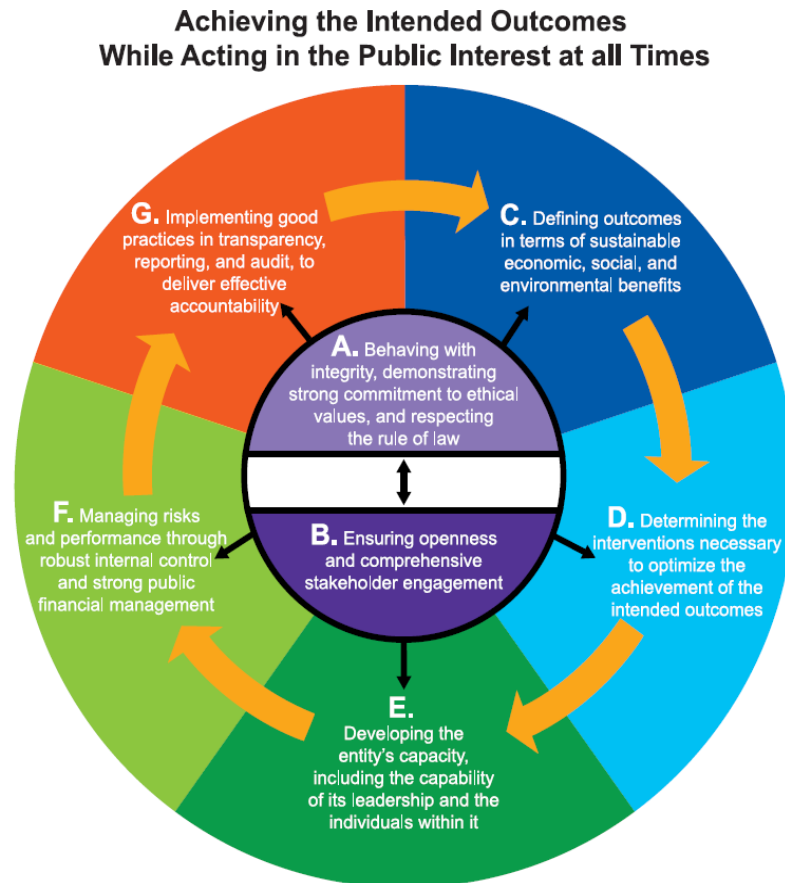 Achieving the Intended Outcomes
While Acting in the Public Interest at all Times
G. Implementing good
practices in transparency,
reporting, and audit, to
deliver effective
accountability
C. Defining outcomes
in terms of sustainable
economic, social, and
environmental benefits
A. Behaving with
integrity, demonstrating
strong commitment to ethical
values, and respecting
the rule of law
F. Managing risks
and performance through
robust internal control
and strong public
financial management
B. Ensuring openness
and comprehensive
stakeholder engagement
D. Determining the
interventions necessary
to optimize the
achievement of the
intended outcomes
E.
Developing the
entity's capacity,
including the capability
of its leadership and the
individuals within it